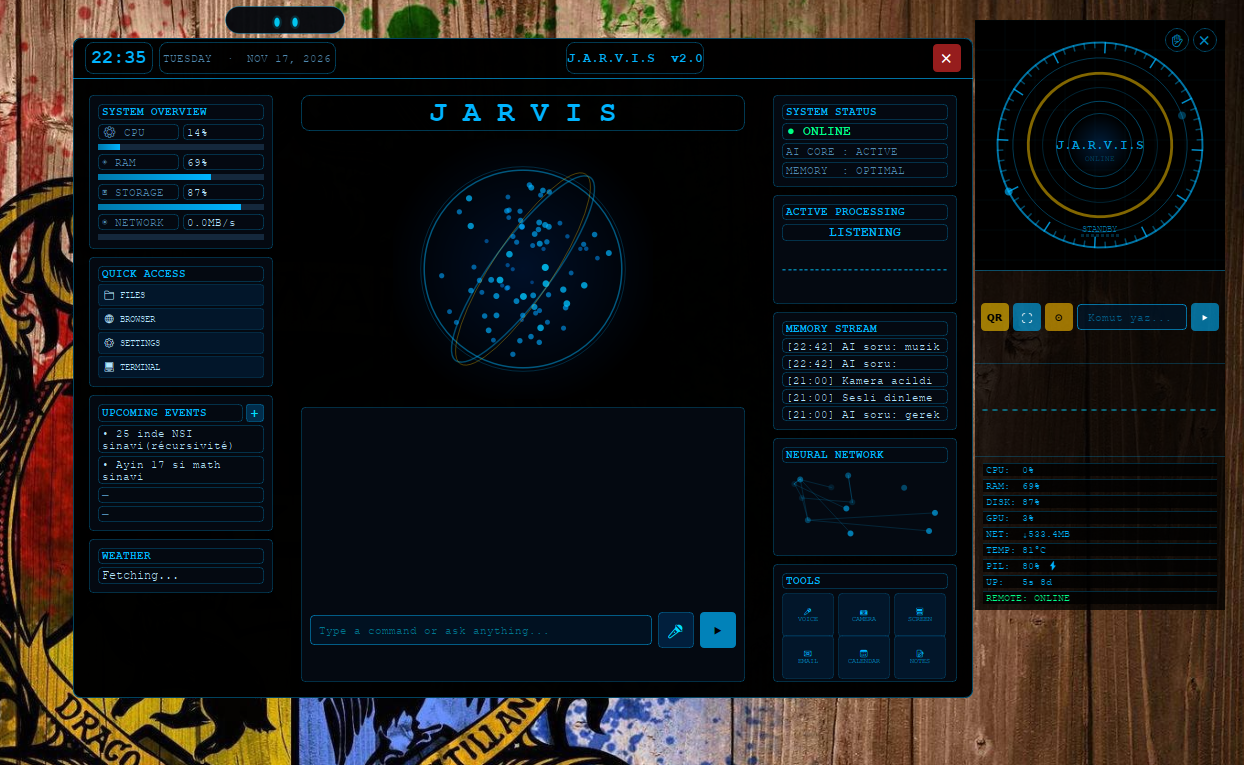 22:35
TUESDAY · NOV 17, 2026
J.A.R.V.I.S v2.0
SYSTEM OVERVIEW
CPU 14%
RAM 69%
STORAGE 87%
NETWORK 0.0MB/s
QUICK ACCESS
FILES
BROWSER
SETTINGS
TERMINAL
UPCOMING EVENTS +
• 25 inde NSI
sinavi(récursivité)
• Ayin 17 si math
sinavi
—
—
WEATHER
Fetching...
JARVIS
Type a command or ask anything...
SYSTEM STATUS
● ONLINE
AI CORE : ACTIVE
MEMORY : OPTIMAL
ACTIVE PROCESSING
LISTENING
MEMORY STREAM
[22:42] AI soru: muzik
[22:42] AI soru:
[21:00] Kamera acildi
[21:00] Sesli dinleme
[21:00] AI soru: gerek
NEURAL NETWORK
TOOLS
VOICE CAMERA SCREEN
EMAIL CALENDAR NOTES
J.A.R.V.I.S
ONLINE
STANDBY
QR
Komut yaz...
CPU: 0%
RAM: 69%
DISK: 87%
GPU: 3%
NET: ↓533.4MB
TEMP: 81°C
PIL: 80%
UP: 5s 8d
REMOTE: ONLINE
DRAGO
TILLAN